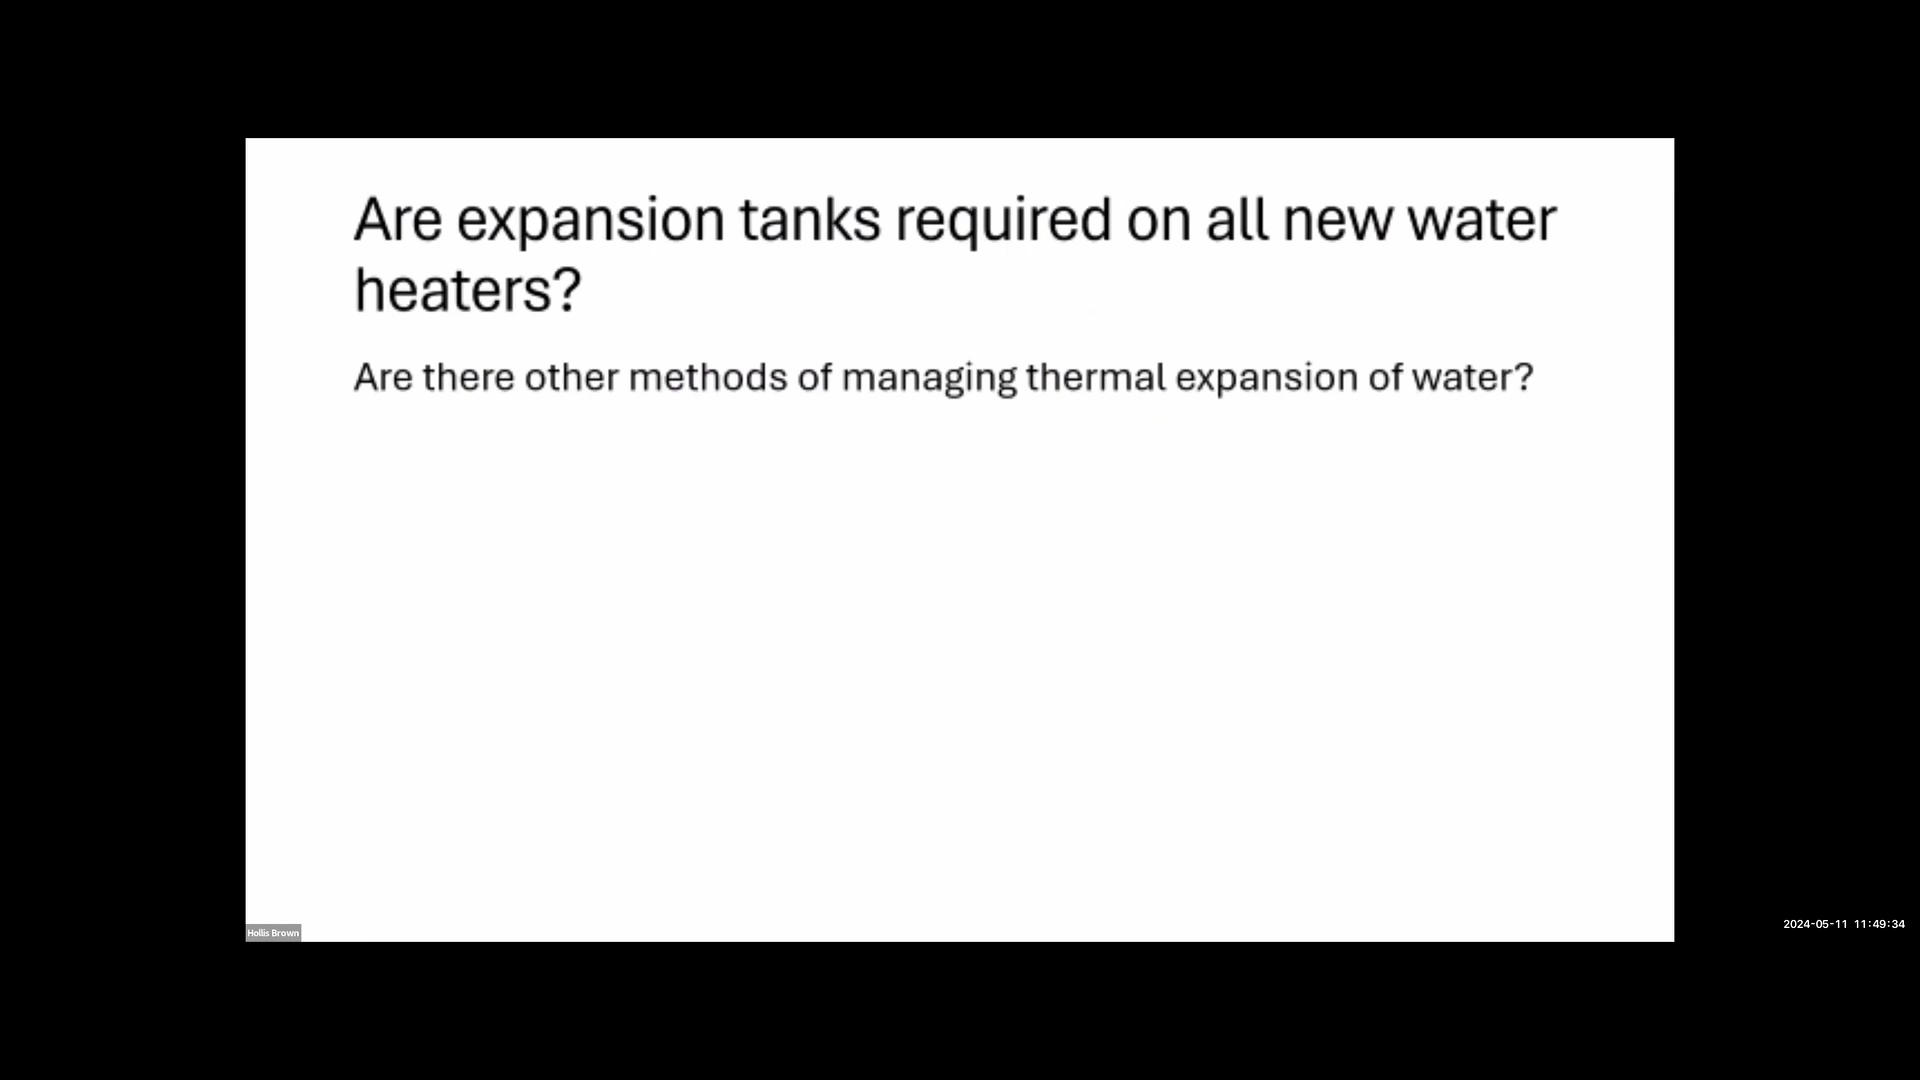 Are expansion tanks required on all new water
heaters?
Are there other methods of managing thermal expansion of water?
Hollis Brown
2024-05-11 11:49:34